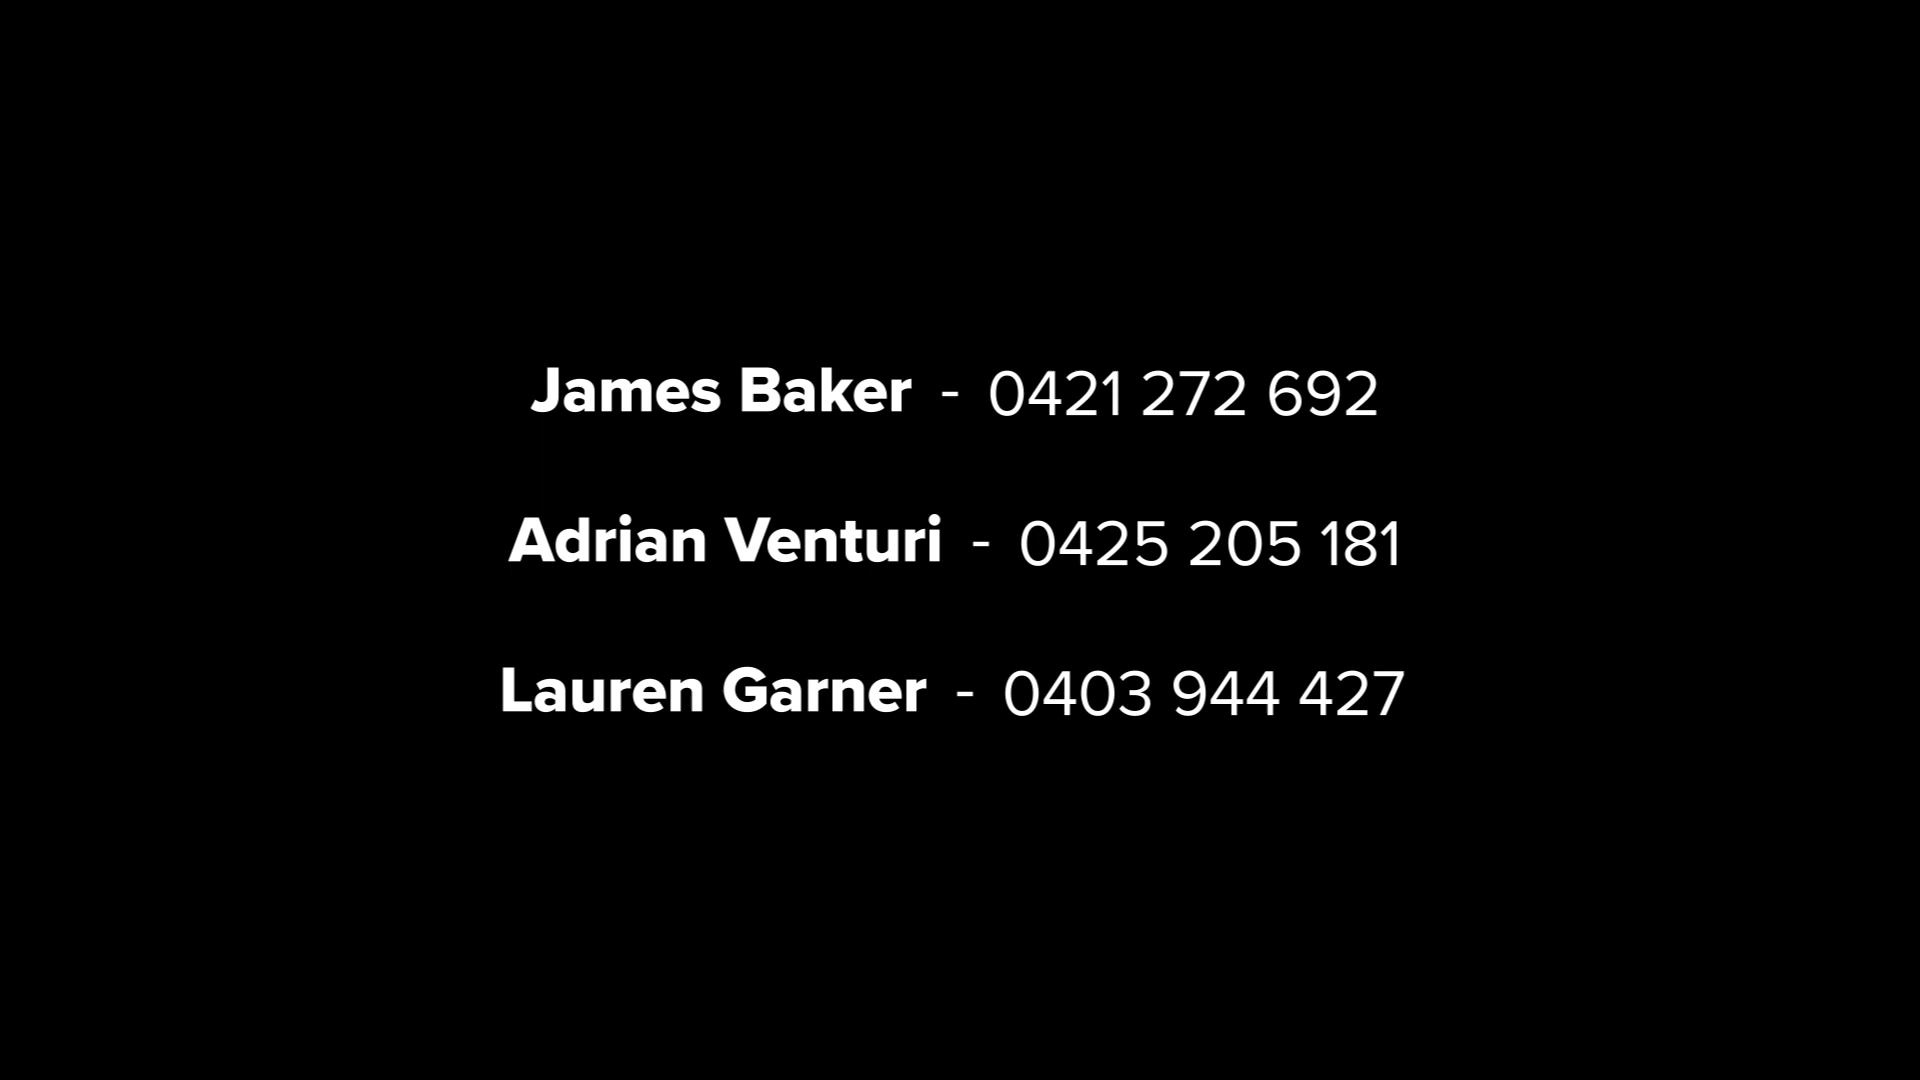 James Baker - 0421 272 692
Adrian Venturi - 0425 205 181
Lauren Garner - 0403 944 427